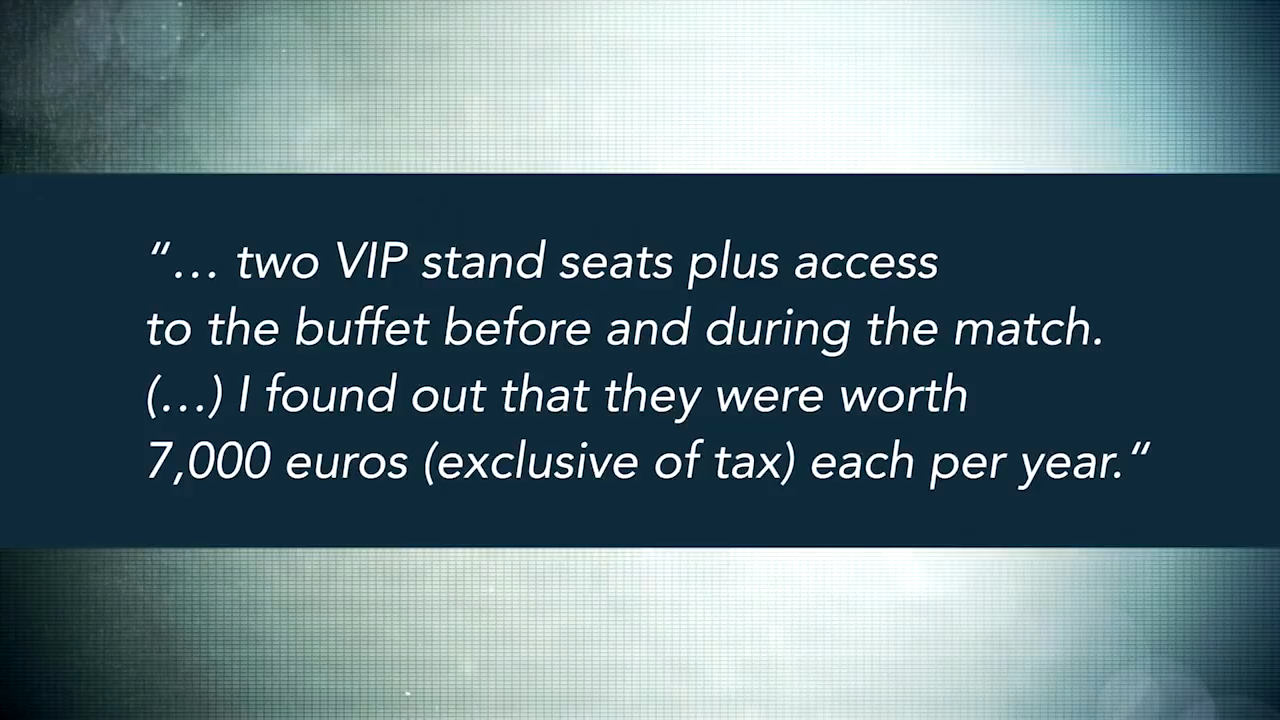 “… two VIP stand seats plus access
to the buffet before and during the match.
(…) I found out that they were worth
7,000 euros (exclusive of tax) each per year.“